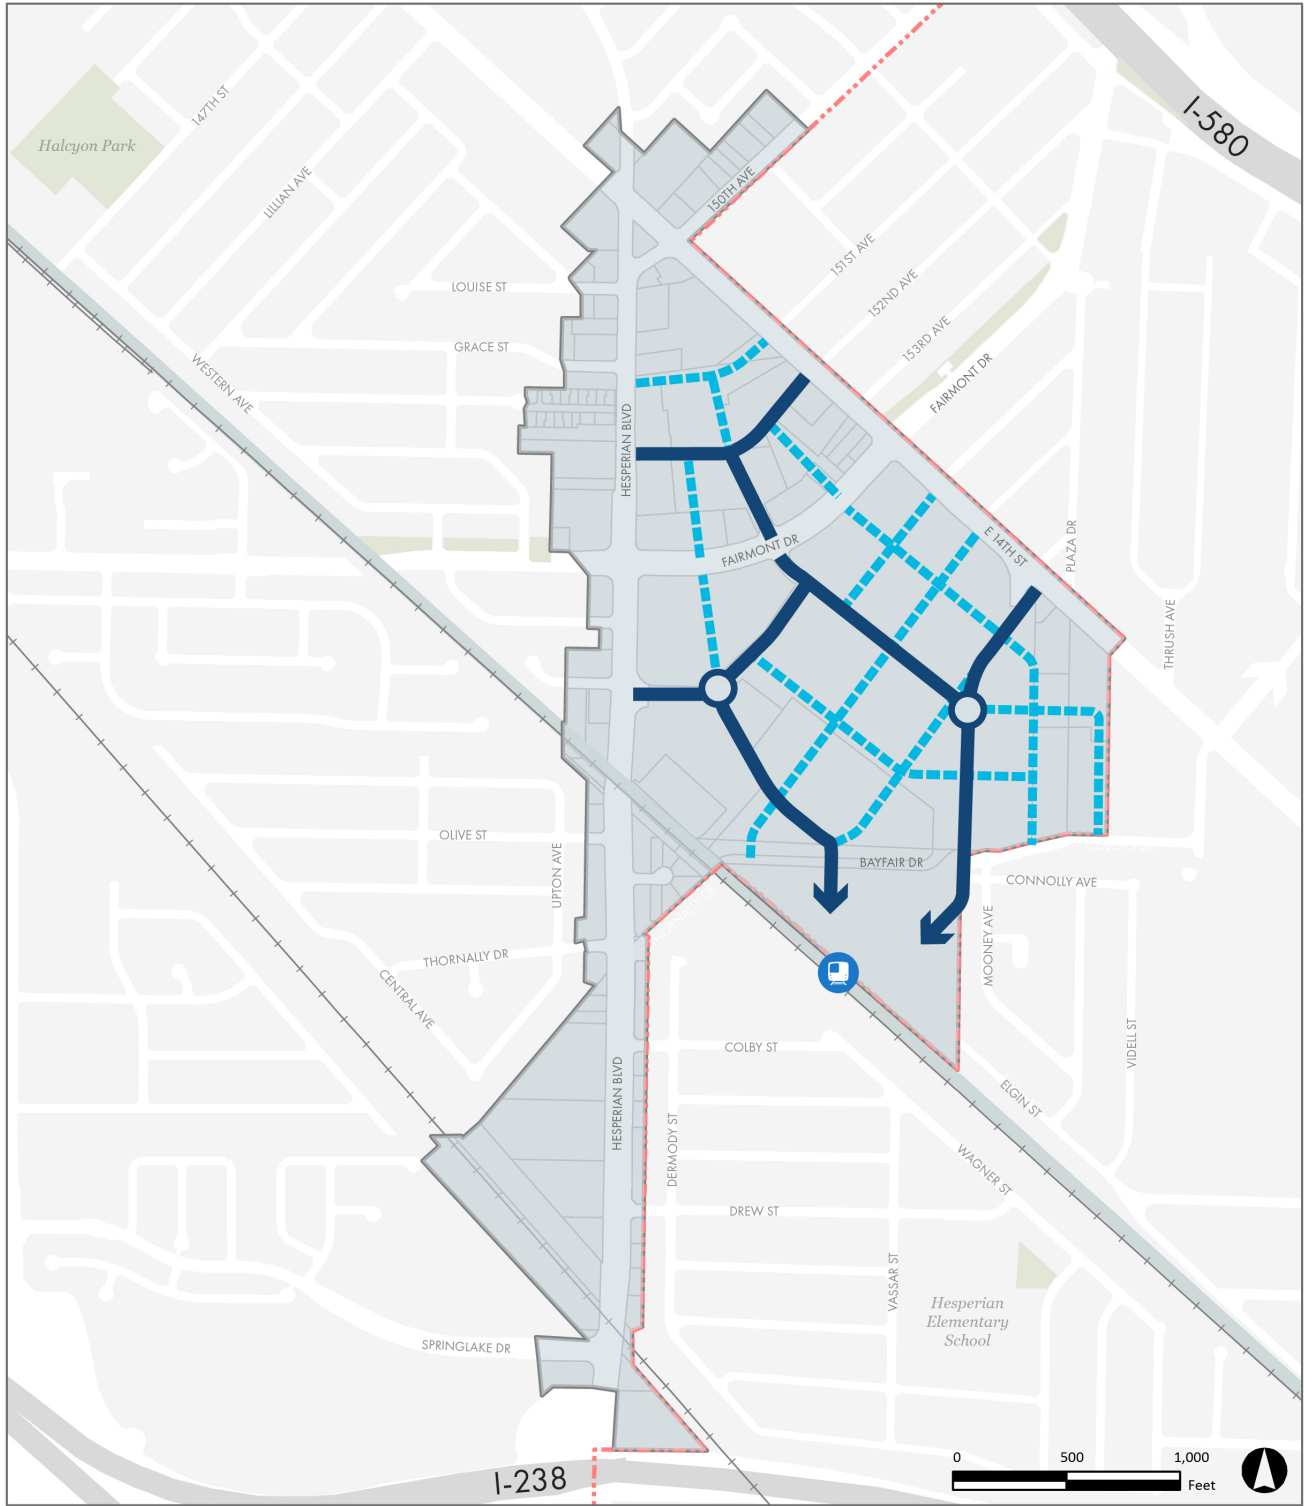 I-580
147TH ST
Halcyon Park
LILLIAN AVE
150TH AVE
151ST AVE
LOUISE ST
152ND AVE
153RD AVE
GRACE ST
WESTERN AVE
FAIRMONT DR
HESPERIAN BLVD
E 14TH ST
PLAZA DR
FAIRMONT DR
THRUSH AVE
OLIVE ST
UPTON AVE
BAYFAIR DR
CONNOLLY AVE
THORNALLY DR
MOONEY AVE
THORNALLY DR
CENTRAL AVE
VIDELL ST
COLBY ST
HESPERIAN BLVD
ELGIN ST
DERMODY ST
WAGNER ST
DREW ST
VASSAR ST
Hesperian
Elementary
School
SPRINGLAKE DR
0 500 1,000
Feet
I-238